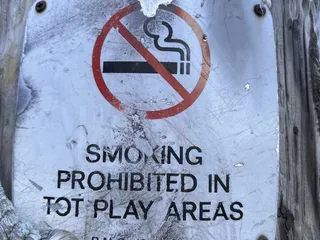 SMOKING
PROHIBITED IN
TOT PLAY AREAS